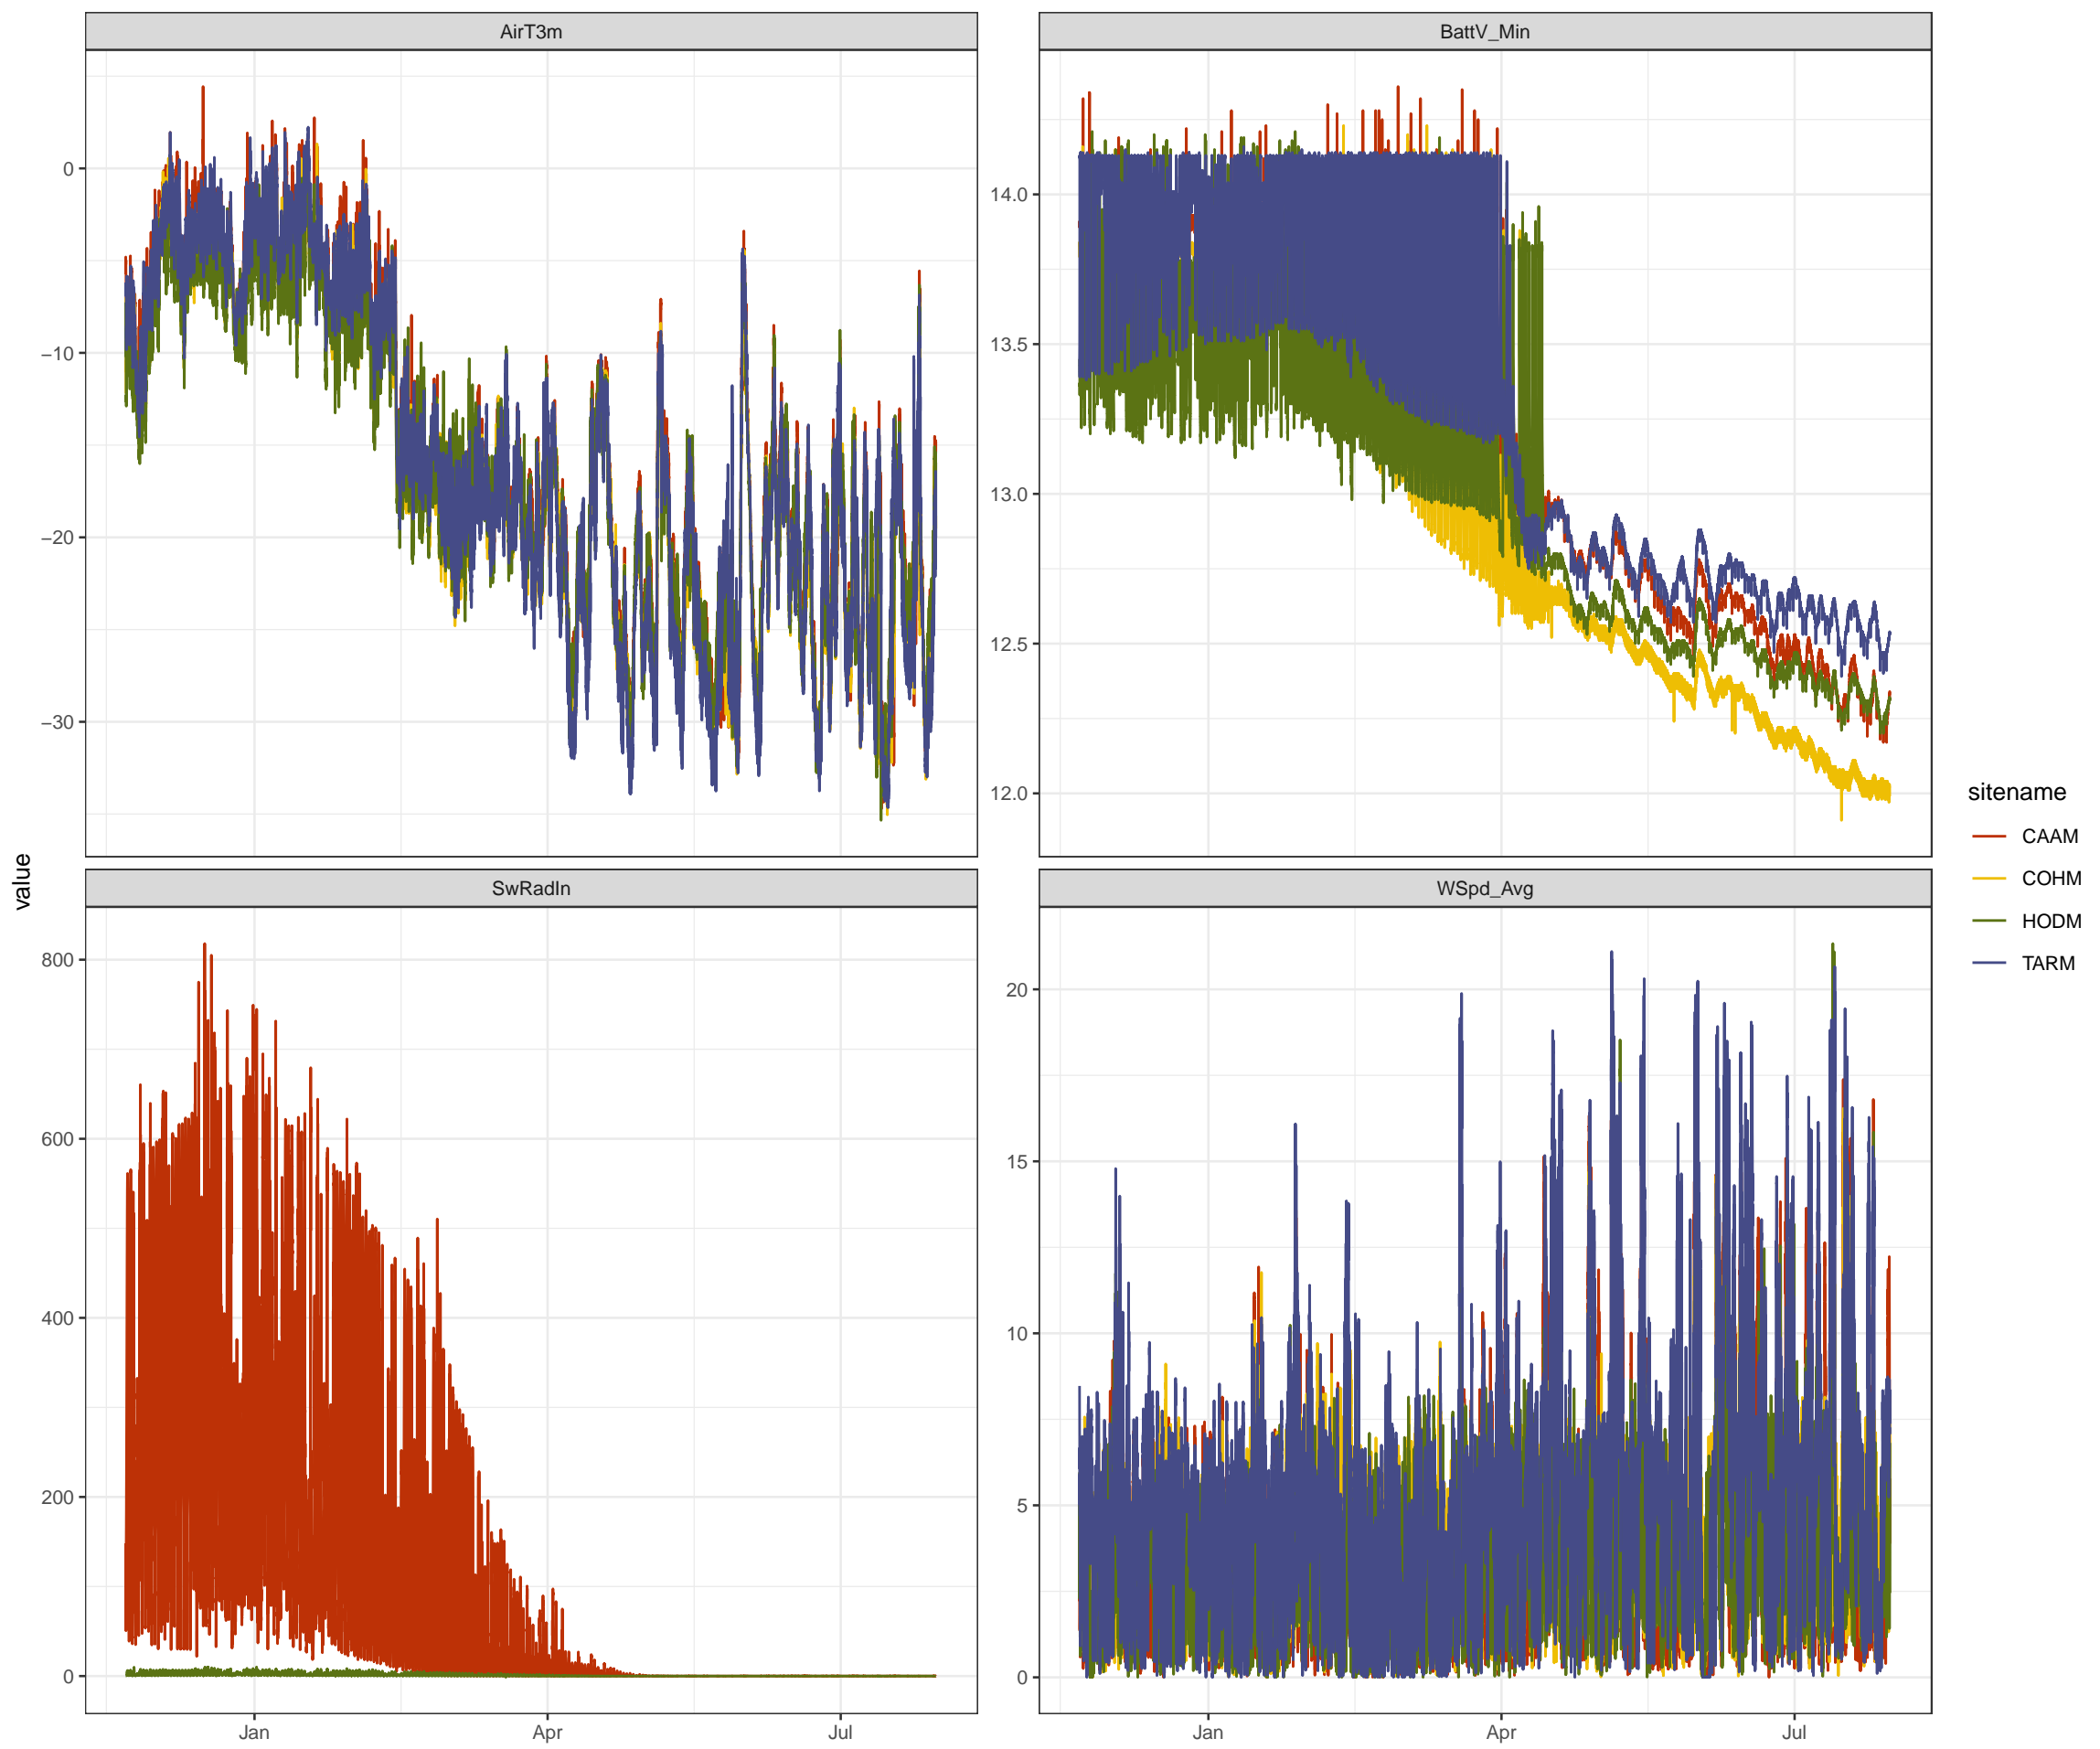 AirT3m
BattV_Min
0
−10
−20
−30
14.0
13.5
13.0
12.5
12.0
SwRadIn
WSpd_Avg
800
600
400
200
0
20
15
10
5
0
Jan Apr Jul
Jan Apr Jul
value
sitename
CAAM
COHM
HODM
TARM